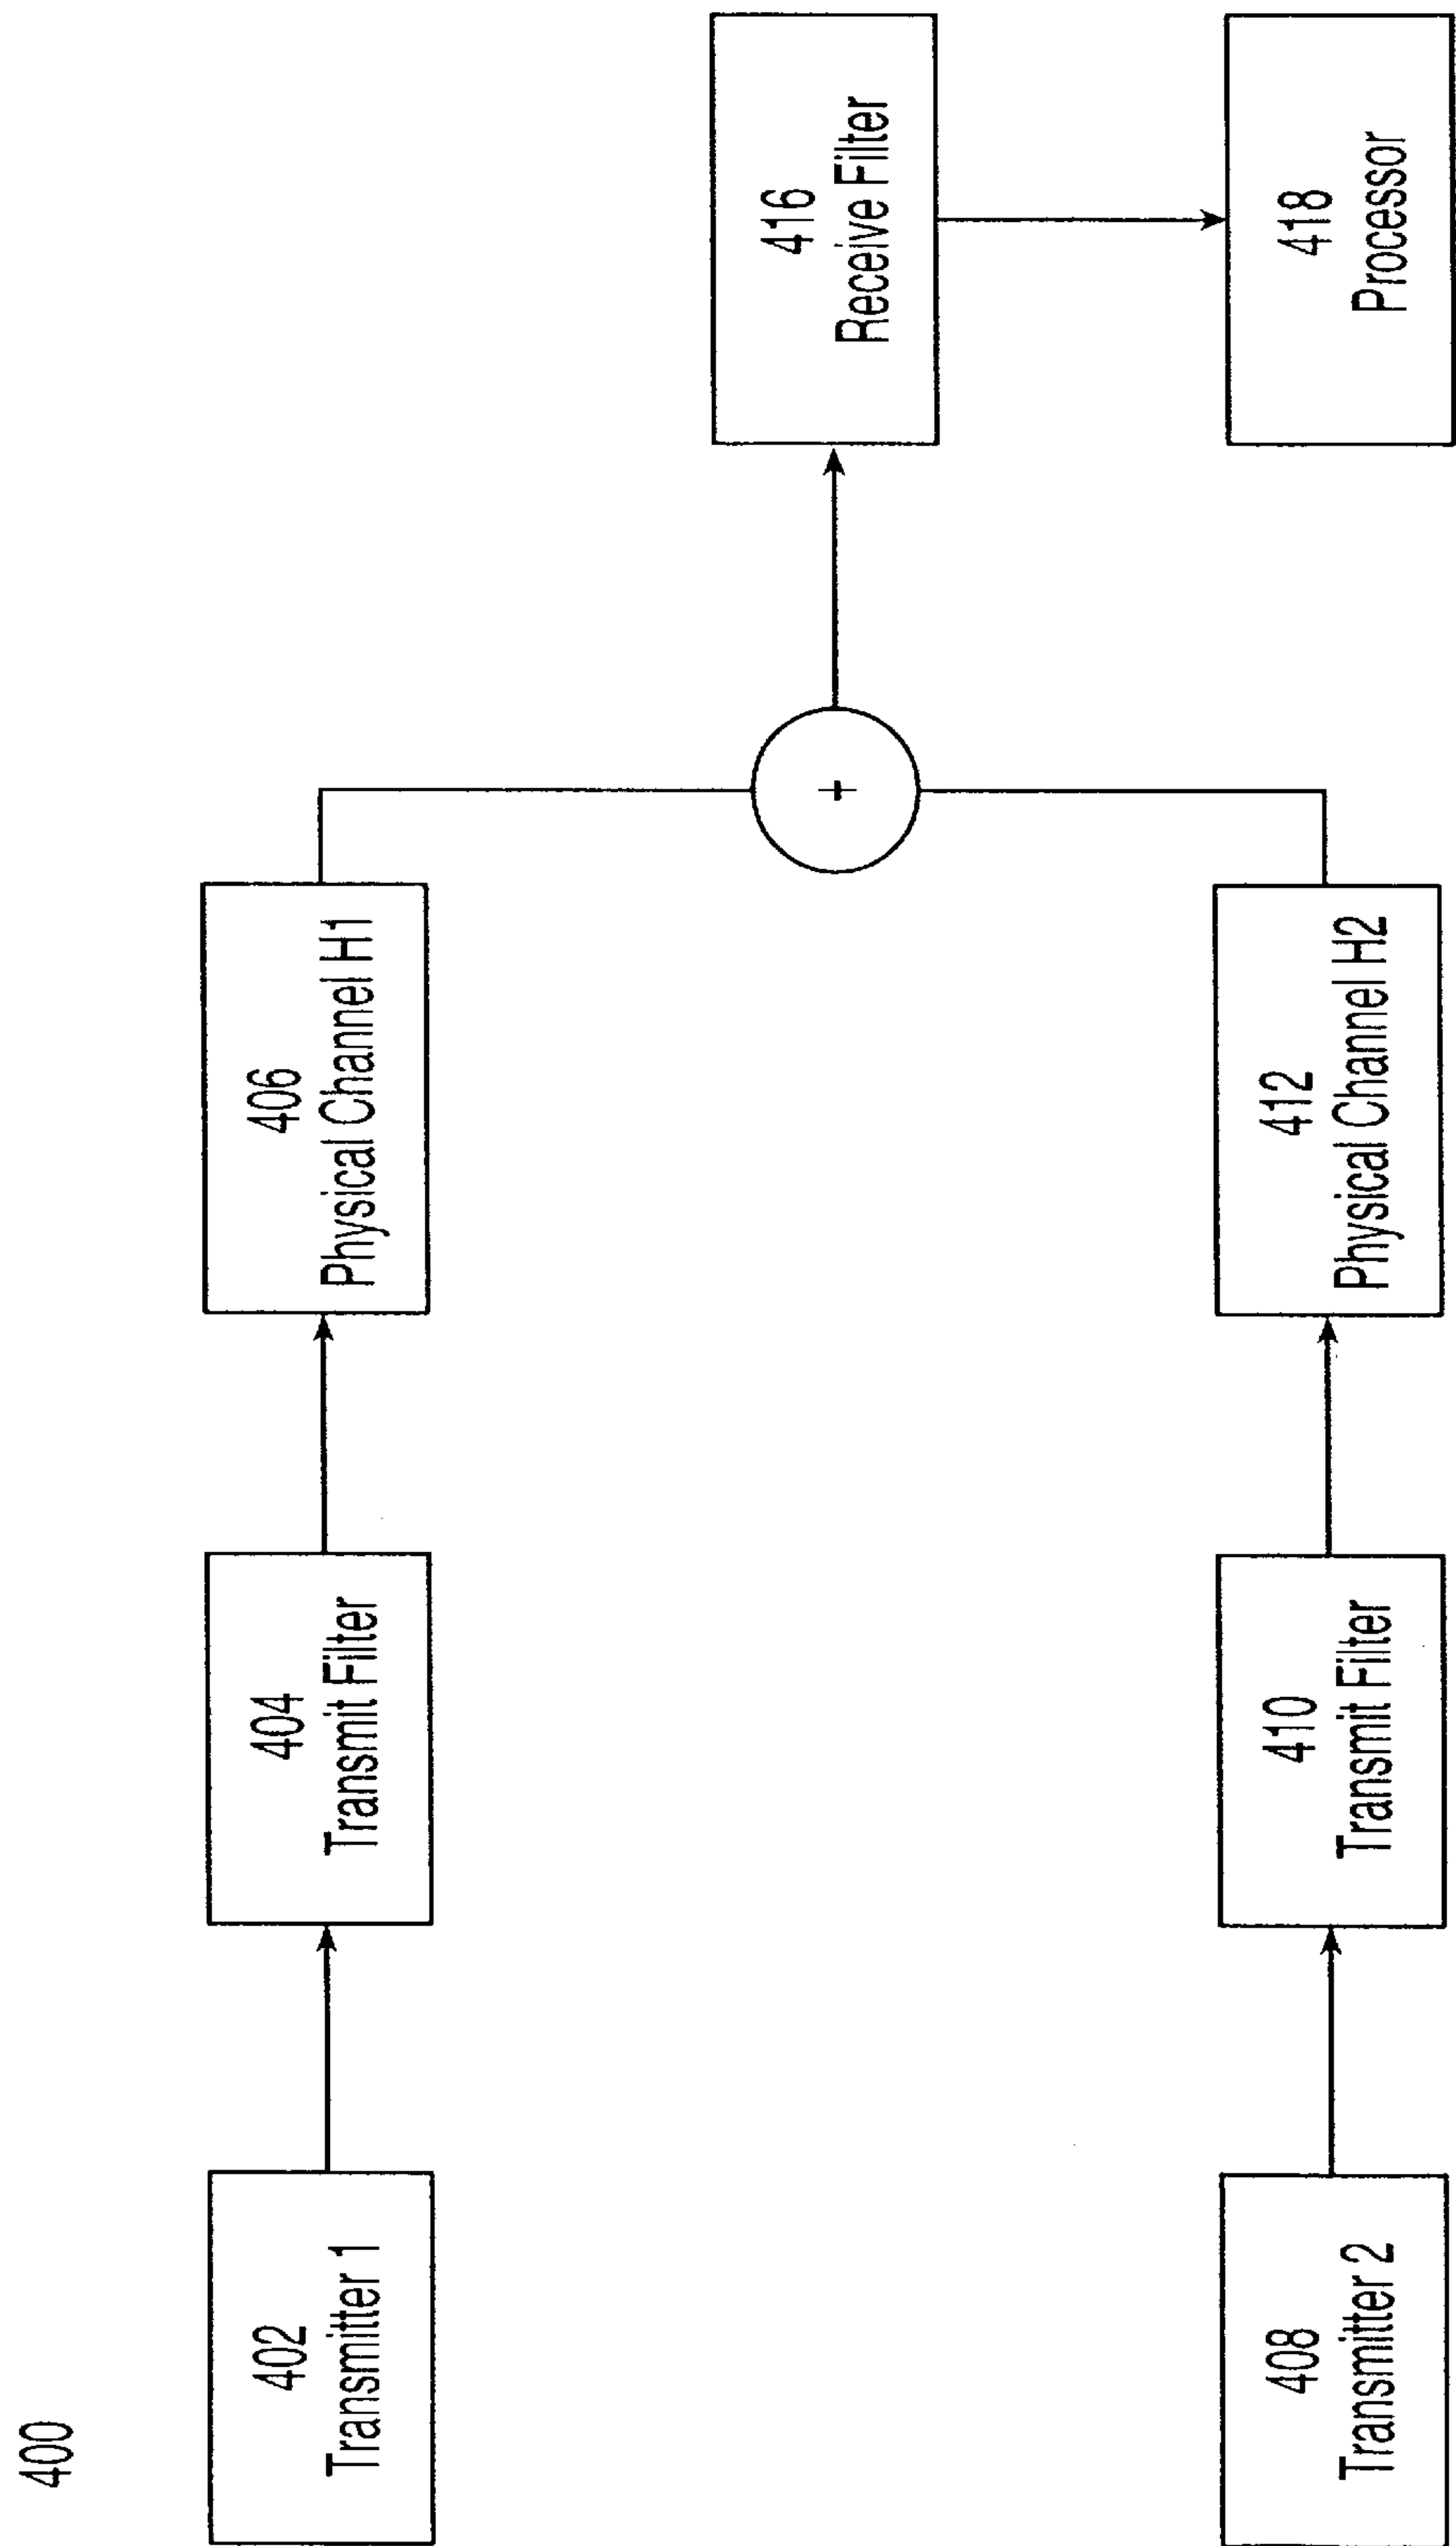 400
402
Transmitter 1
404
Transmit Filter
406
Physical Channel H1
408
Transmitter 2
410
Transmit Filter
412
Physical Channel H2
+
416
Receive Filter
418
Processor